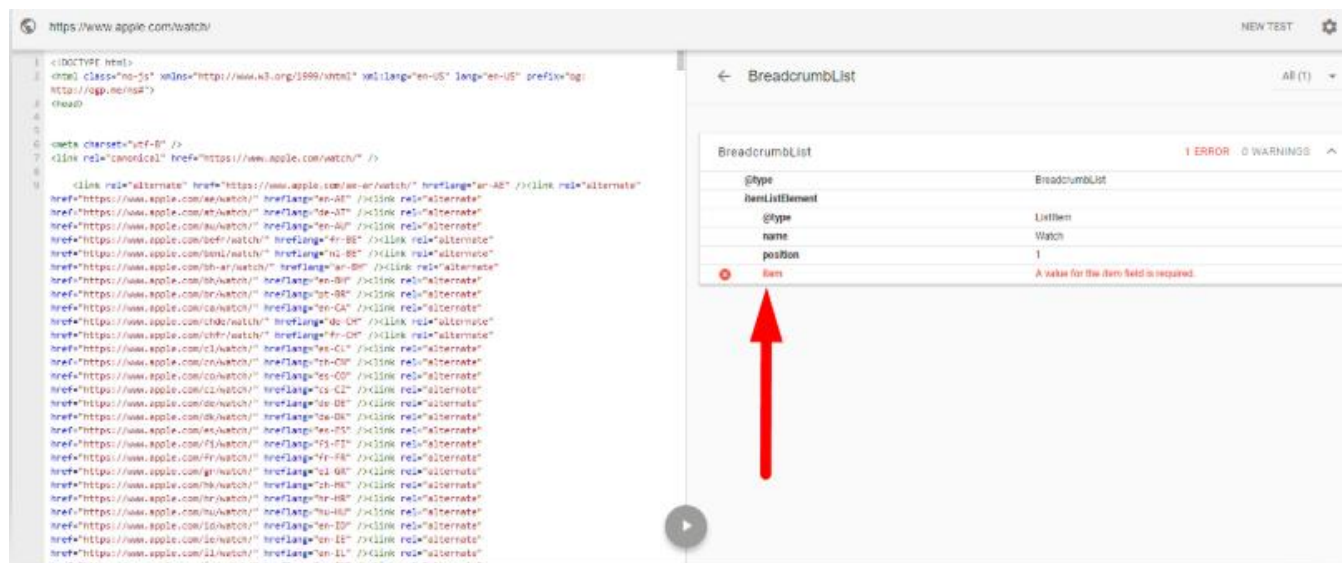 https://www.apple.com/watch/
NEW TEST
1 <!DOCTYPE html>
2 <html class="no-js" xmlns="http://www.w3.org/1999/xhtml" xml:lang="en-US" lang="en-US" prefix="og:
http://ogp.me/ns#">
3 <head>
4
5
6 <meta charset="utf-8" />
7 <link rel="canonical" href="https://www.apple.com/watch/" />
8
9 <link rel="alternate" href="https://www.apple.com/ae-ar/watch/" hreflang="ar-AE" /><link rel="alternate"
href="https://www.apple.com/ae/watch/" hreflang="en-AE" /><link rel="alternate"
href="https://www.apple.com/at/watch/" hreflang="de-AT" /><link rel="alternate"
href="https://www.apple.com/au/watch/" hreflang="en-AU" /><link rel="alternate"
href="https://www.apple.com/befr/watch/" hreflang="fr-BE" /><link rel="alternate"
href="https://www.apple.com/benl/watch/" hreflang="nl-BE" /><link rel="alternate"
href="https://www.apple.com/bh-ar/watch/" hreflang="ar-BH" /><link rel="alternate"
href="https://www.apple.com/bh/watch/" hreflang="en-BH" /><link rel="alternate"
href="https://www.apple.com/br/watch/" hreflang="pt-BR" /><link rel="alternate"
href="https://www.apple.com/ca/watch/" hreflang="en-CA" /><link rel="alternate"
href="https://www.apple.com/chde/watch/" hreflang="de-CH" /><link rel="alternate"
href="https://www.apple.com/chfr/watch/" hreflang="fr-CH" /><link rel="alternate"
href="https://www.apple.com/cl/watch/" hreflang="es-CL" /><link rel="alternate"
href="https://www.apple.com/cn/watch/" hreflang="zh-CN" /><link rel="alternate"
href="https://www.apple.com/co/watch/" hreflang="es-CO" /><link rel="alternate"
href="https://www.apple.com/cz/watch/" hreflang="cs-CZ" /><link rel="alternate"
href="https://www.apple.com/de/watch/" hreflang="de-DE" /><link rel="alternate"
href="https://www.apple.com/dk/watch/" hreflang="da-DK" /><link rel="alternate"
href="https://www.apple.com/es/watch/" hreflang="es-ES" /><link rel="alternate"
href="https://www.apple.com/fi/watch/" hreflang="fi-FI" /><link rel="alternate"
href="https://www.apple.com/fr/watch/" hreflang="fr-FR" /><link rel="alternate"
href="https://www.apple.com/gr/watch/" hreflang="el-GR" /><link rel="alternate"
href="https://www.apple.com/hk/watch/" hreflang="zh-HK" /><link rel="alternate"
href="https://www.apple.com/hr/watch/" hreflang="hr-HR" /><link rel="alternate"
href="https://www.apple.com/hu/watch/" hreflang="hu-HU" /><link rel="alternate"
href="https://www.apple.com/id/watch/" hreflang="en-ID" /><link rel="alternate"
href="https://www.apple.com/ie/watch/" hreflang="en-IE" /><link rel="alternate"
href="https://www.apple.com/il/watch/" hreflang="en-IL" /><link rel="alternate"
BreadcrumbList
All (1)
BreadcrumbList 1 ERROR 0 WARNINGS
@type BreadcrumbList
itemListElement
@type ListItem
name Watch
position 1
item A value for the item field is required.